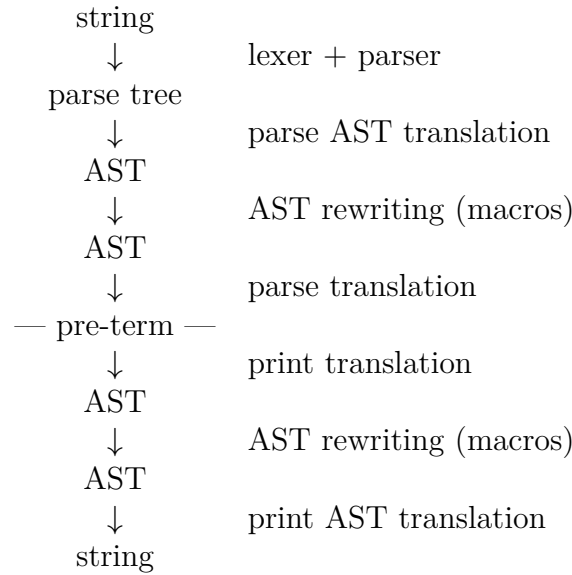 string
↓ lexer + parser
parse tree
↓ parse AST translation
AST
↓ AST rewriting (macros)
AST
↓ parse translation
— pre-term —
↓ print translation
AST
↓ AST rewriting (macros)
AST
↓ print AST translation
string